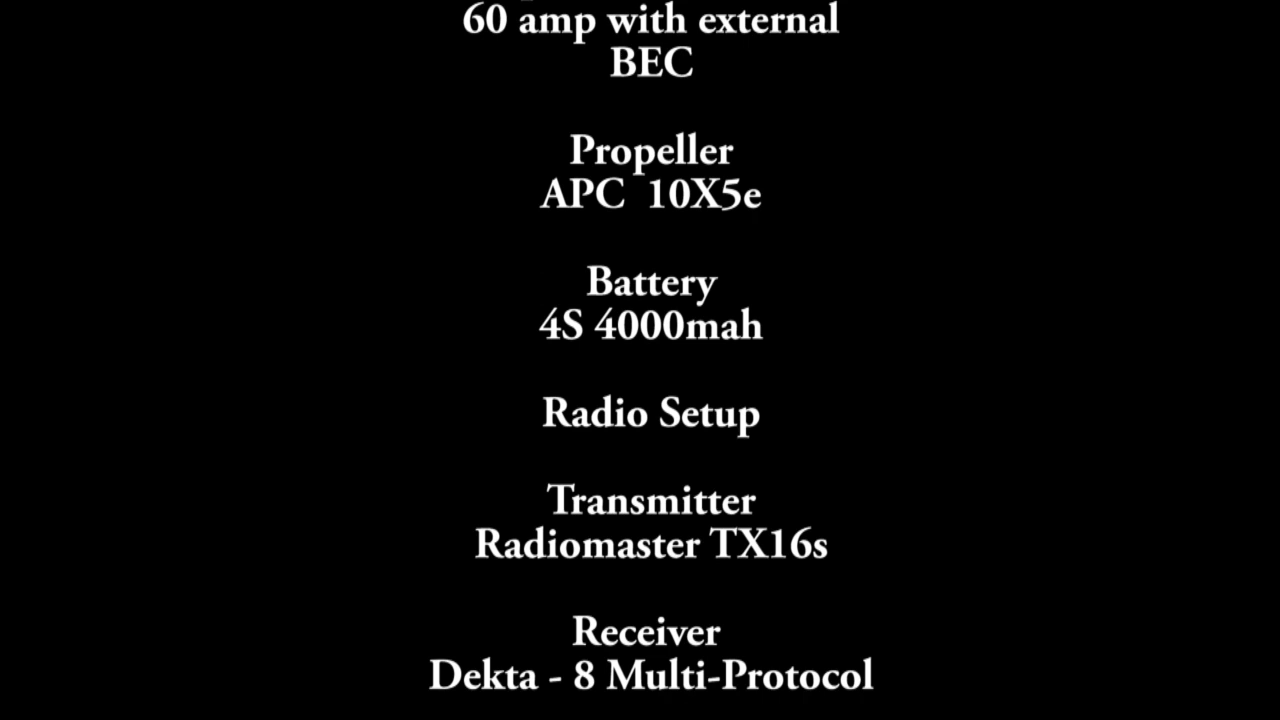 60 amp with external
BEC
Propeller
APC  10X5e
Battery
4S 4000mah
Radio Setup
Transmitter
Radiomaster TX16s
Receiver
Dekta - 8 Multi-Protocol